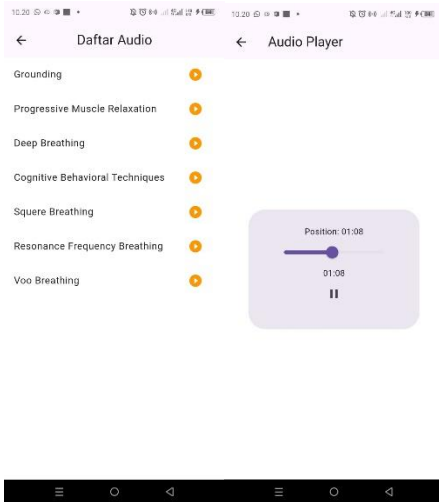 10.20
Daftar Audio
Grounding
Progressive Muscle Relaxation
Deep Breathing
Cognitive Behavioral Techniques
Squere Breathing
Resonance Frequency Breathing
Voo Breathing
10.20
Audio Player
Position: 01:08
01:08